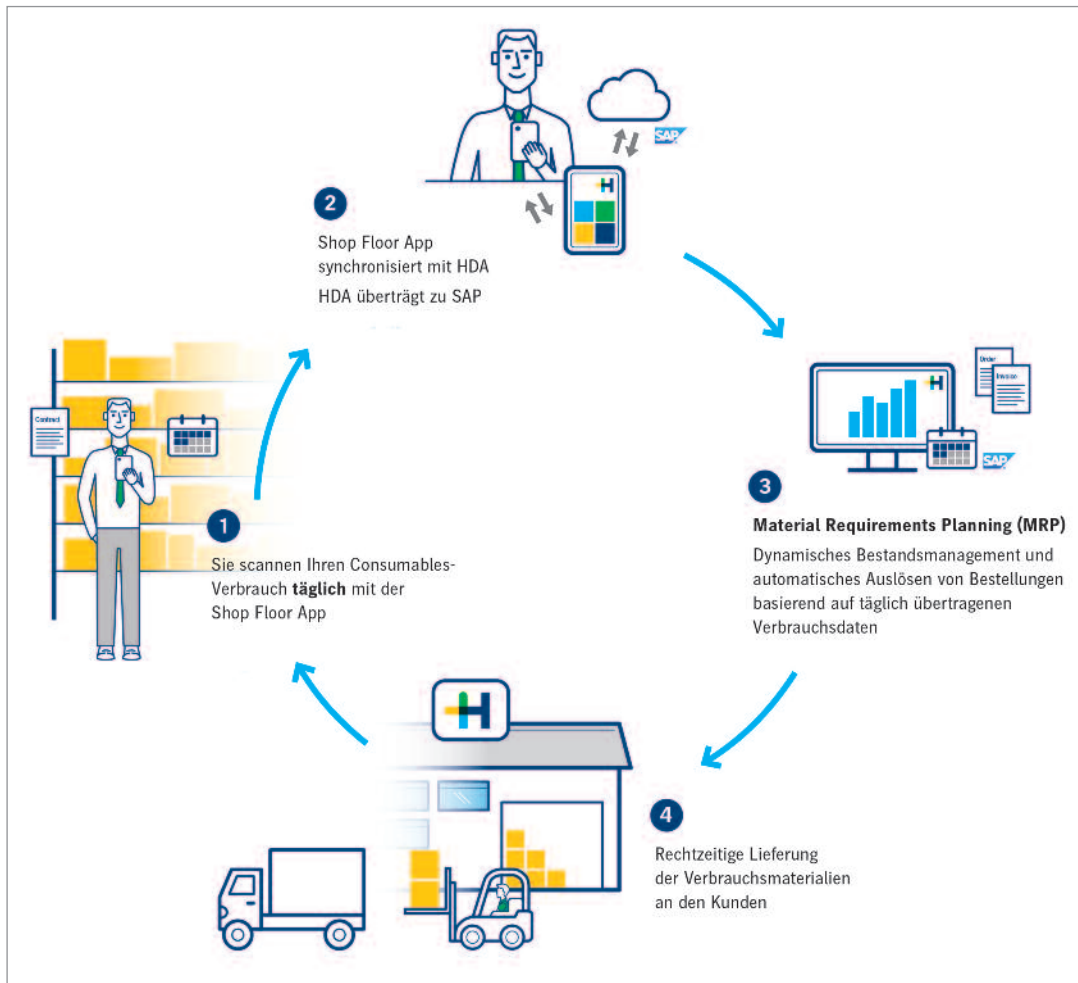 SAP
2
Shop Floor App
synchronisiert mit HDA
HDA überträgt zu SAP
Contract
1
Sie scannen Ihren Consumables-
Verbrauch täglich mit der
Shop Floor App
Order
Invoice
SAP
3
Material Requirements Planning (MRP)
Dynamisches Bestandsmanagement und
automatisches Auslösen von Bestellungen
basierend auf täglich übertragenen
Verbrauchsdaten
H
4
Rechtzeitige Lieferung
der Verbrauchsmaterialien
an den Kunden